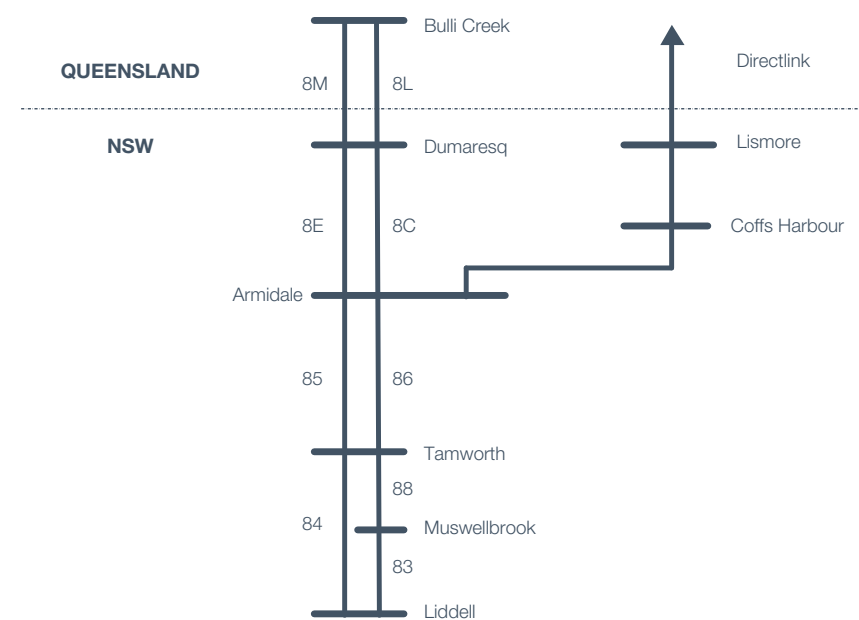 Bulli Creek
QUEENSLAND
8M
8L
Directlink
NSW
Dumaresq
Lismore
8E
8C
Coffs Harbour
Armidale
85
86
Tamworth
88
84
Muswellbrook
83
Liddell